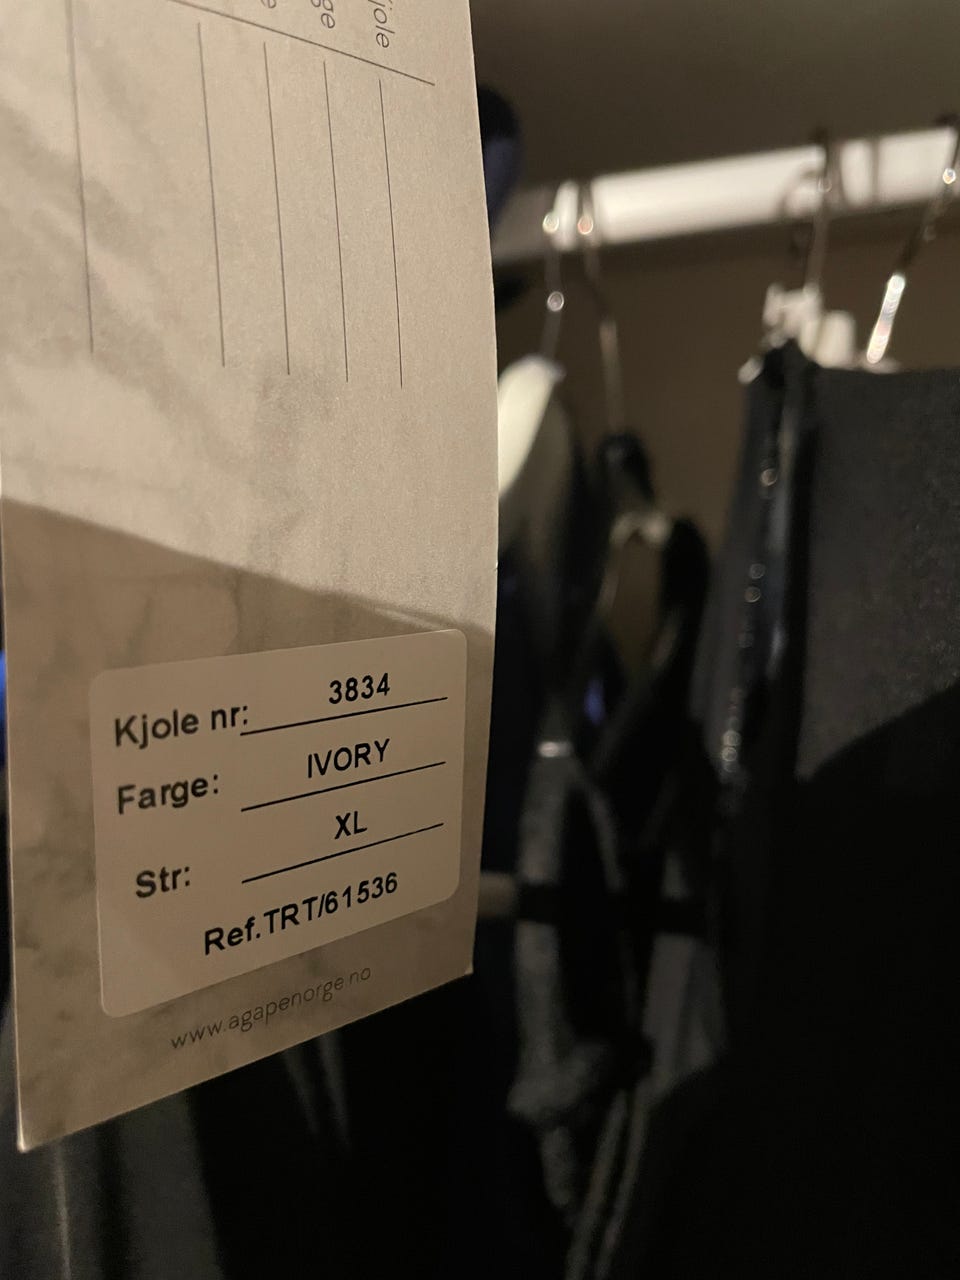 Kjole nr: 3834
Farge: IVORY
Str: XL
Ref.TRT/61536
www.agapenorge.no